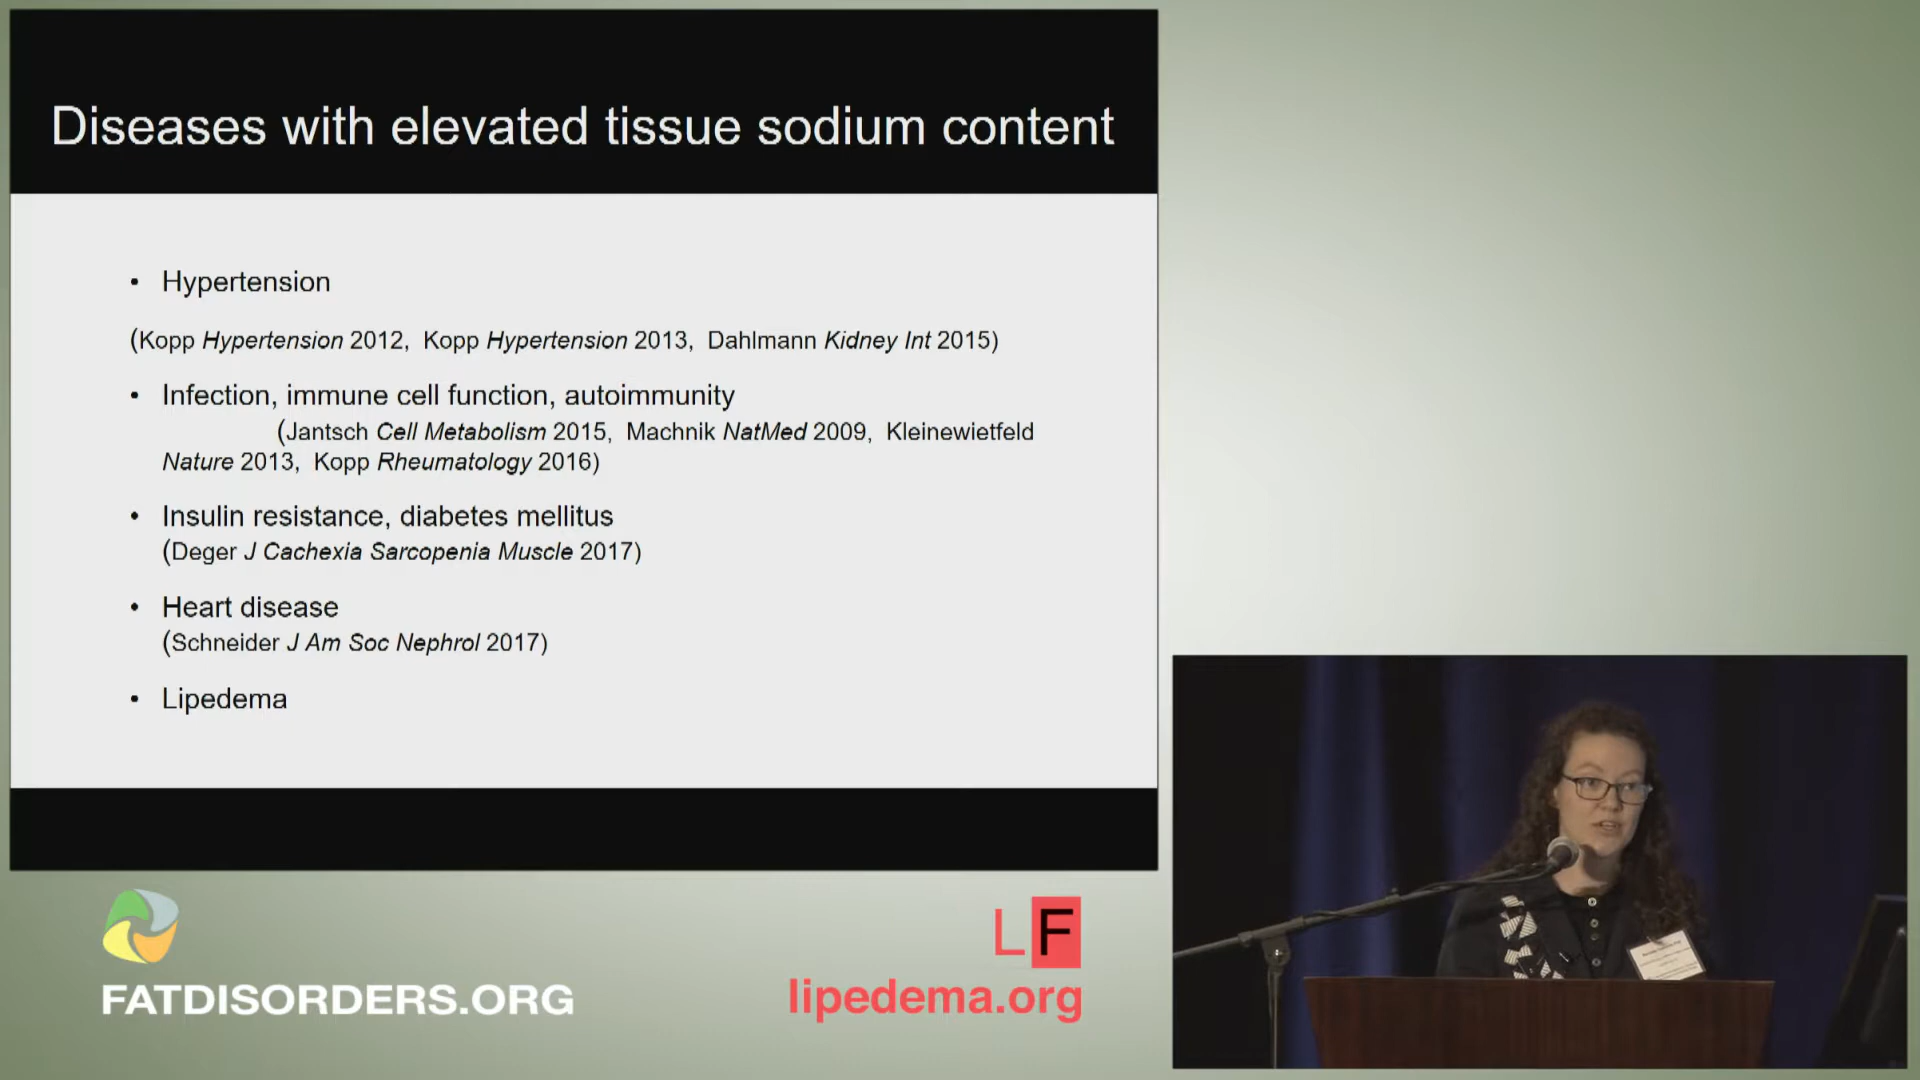 Diseases with elevated tissue sodium content
• Hypertension
(Kopp Hypertension 2012, Kopp Hypertension 2013, Dahlmann Kidney Int 2015)
• Infection, immune cell function, autoimmunity
(Jantsch Cell Metabolism 2015, Machnik NatMed 2009, Kleinewietfeld
Nature 2013, Kopp Rheumatology 2016)
• Insulin resistance, diabetes mellitus
(Deger J Cachexia Sarcopenia Muscle 2017)
• Heart disease
(Schneider J Am Soc Nephrol 2017)
• Lipedema
FATDISORDERS.ORG
LF
lipedema.org